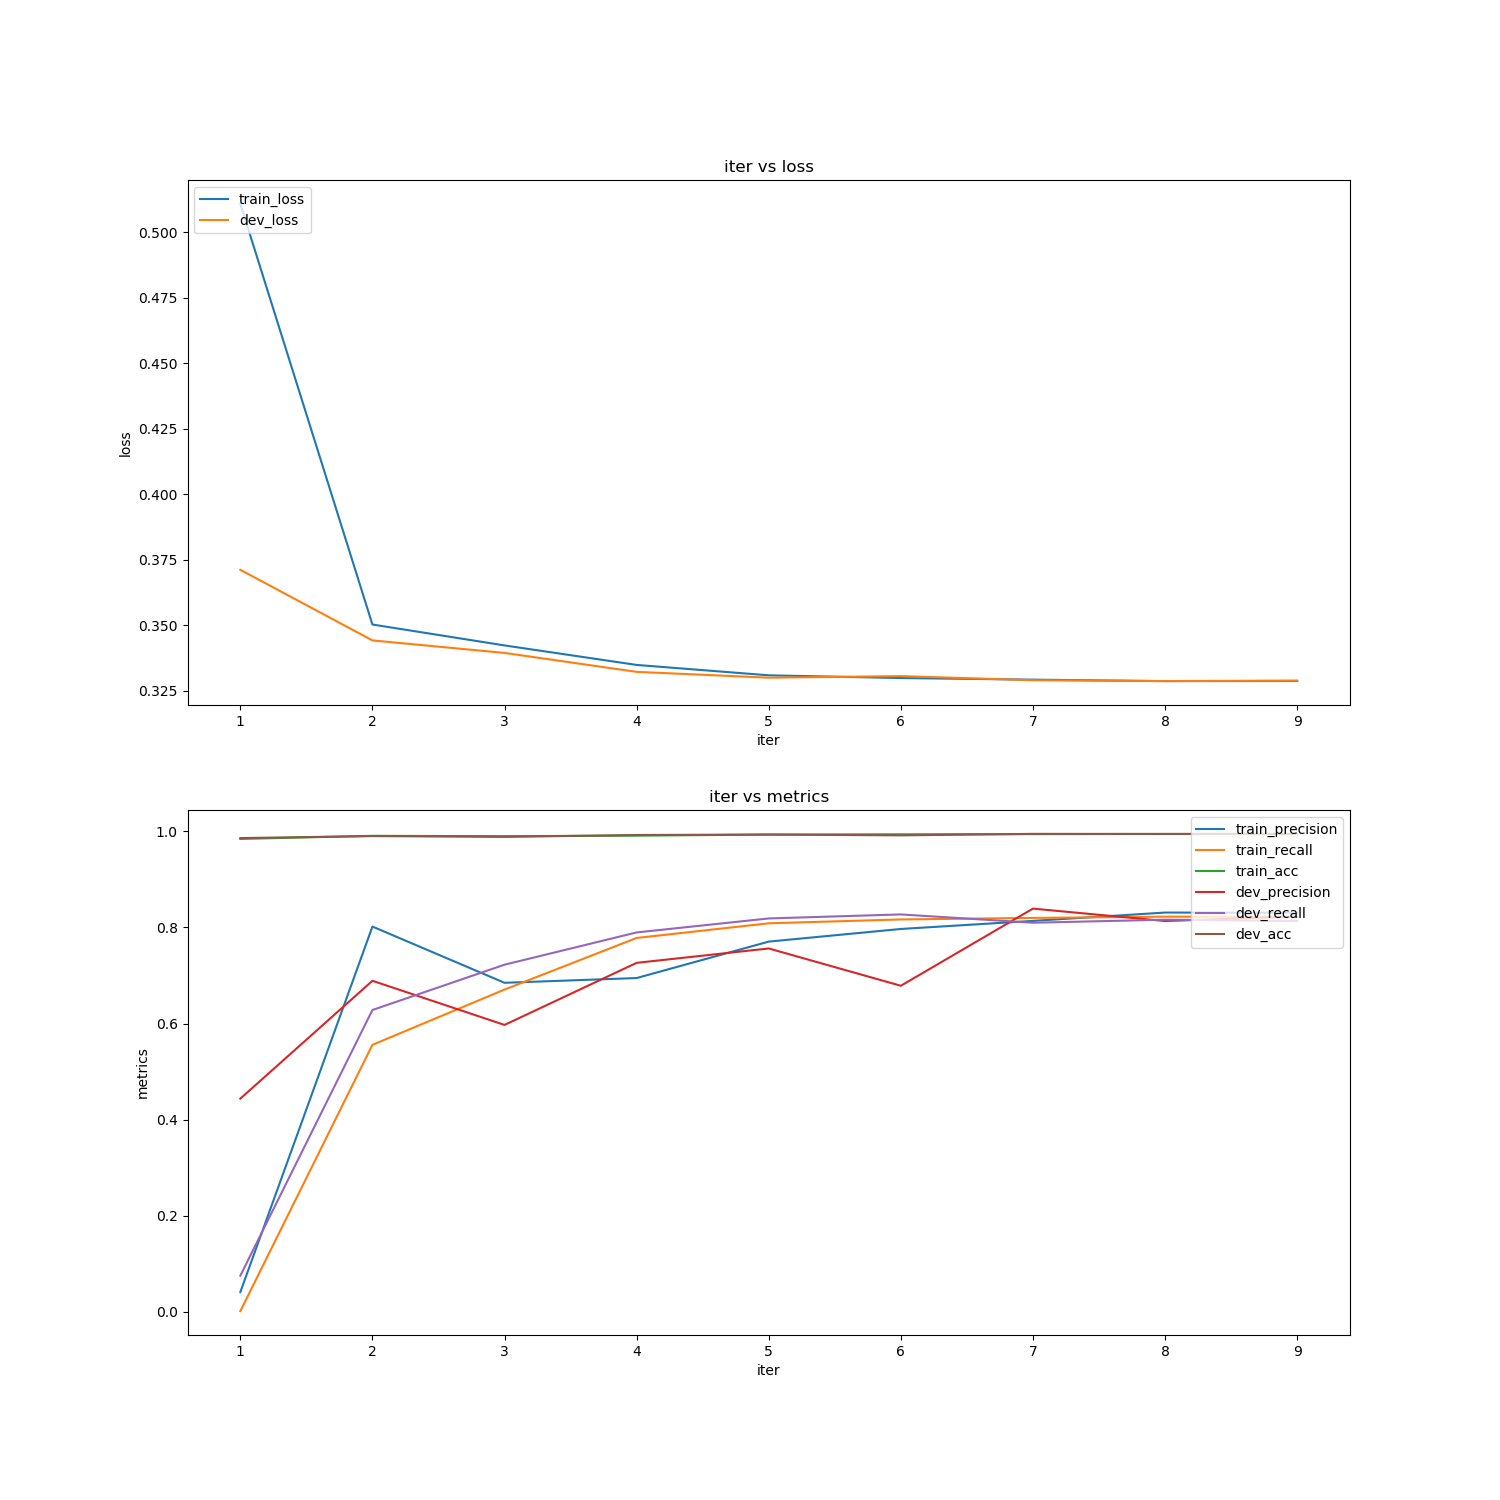 iter vs loss
train_loss
dev_loss
0.500
0.475
0.450
0.425
0.400
0.375
0.350
0.325
loss
1 2 3 4 5 6 7 8 9
iter
iter vs metrics
train_precision
train_recall
train_acc
dev_precision
dev_recall
dev_acc
1.0
0.8
0.6
0.4
0.2
0.0
metrics
1 2 3 4 5 6 7 8 9
iter